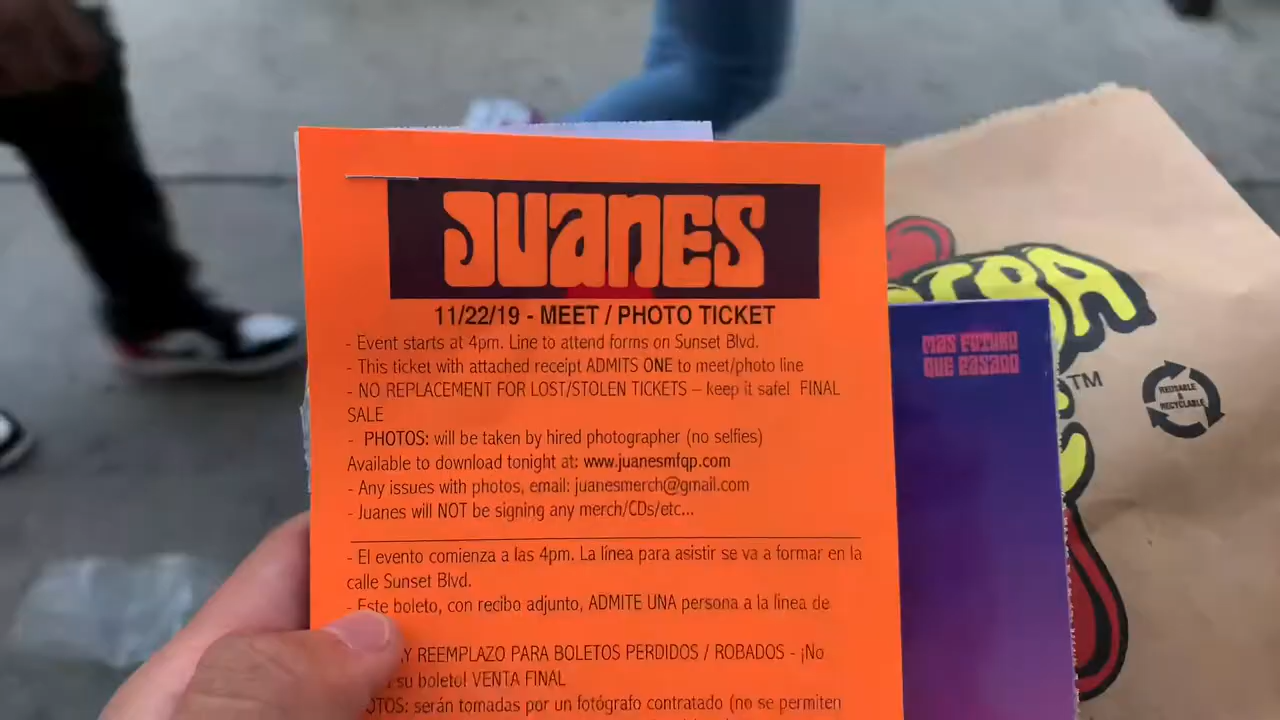 JUANES
11/22/19 - MEET / PHOTO TICKET
- Event starts at 4pm. Line to attend forms on Sunset Blvd.
- This ticket with attached receipt ADMITS ONE to meet/photo line
- NO REPLACEMENT FOR LOST/STOLEN TICKETS – keep it safe! FINAL
SALE
- PHOTOS: will be taken by hired photographer (no selfies)
Available to download tonight at: www.juanesmfqp.com
- Any issues with photos, email: juanesmerch@gmail.com
- Juanes will NOT be signing any merch/CDs/etc...
- El evento comienza a las 4pm. La línea para asistir se va a formar en la
calle Sunset Blvd.
- Este boleto, con recibo adjunto, ADMITE UNA persona a la línea de
Y REEMPLAZO PARA BOLETOS PERDIDOS / ROBADOS - ¡No
su boleto! VENTA FINAL
OTOS: serán tomadas por un fotógrafo contratado (no se permiten
MAS FUTURO
QUE PASADO
TM
REUSABLE
&
RECYCLABLE